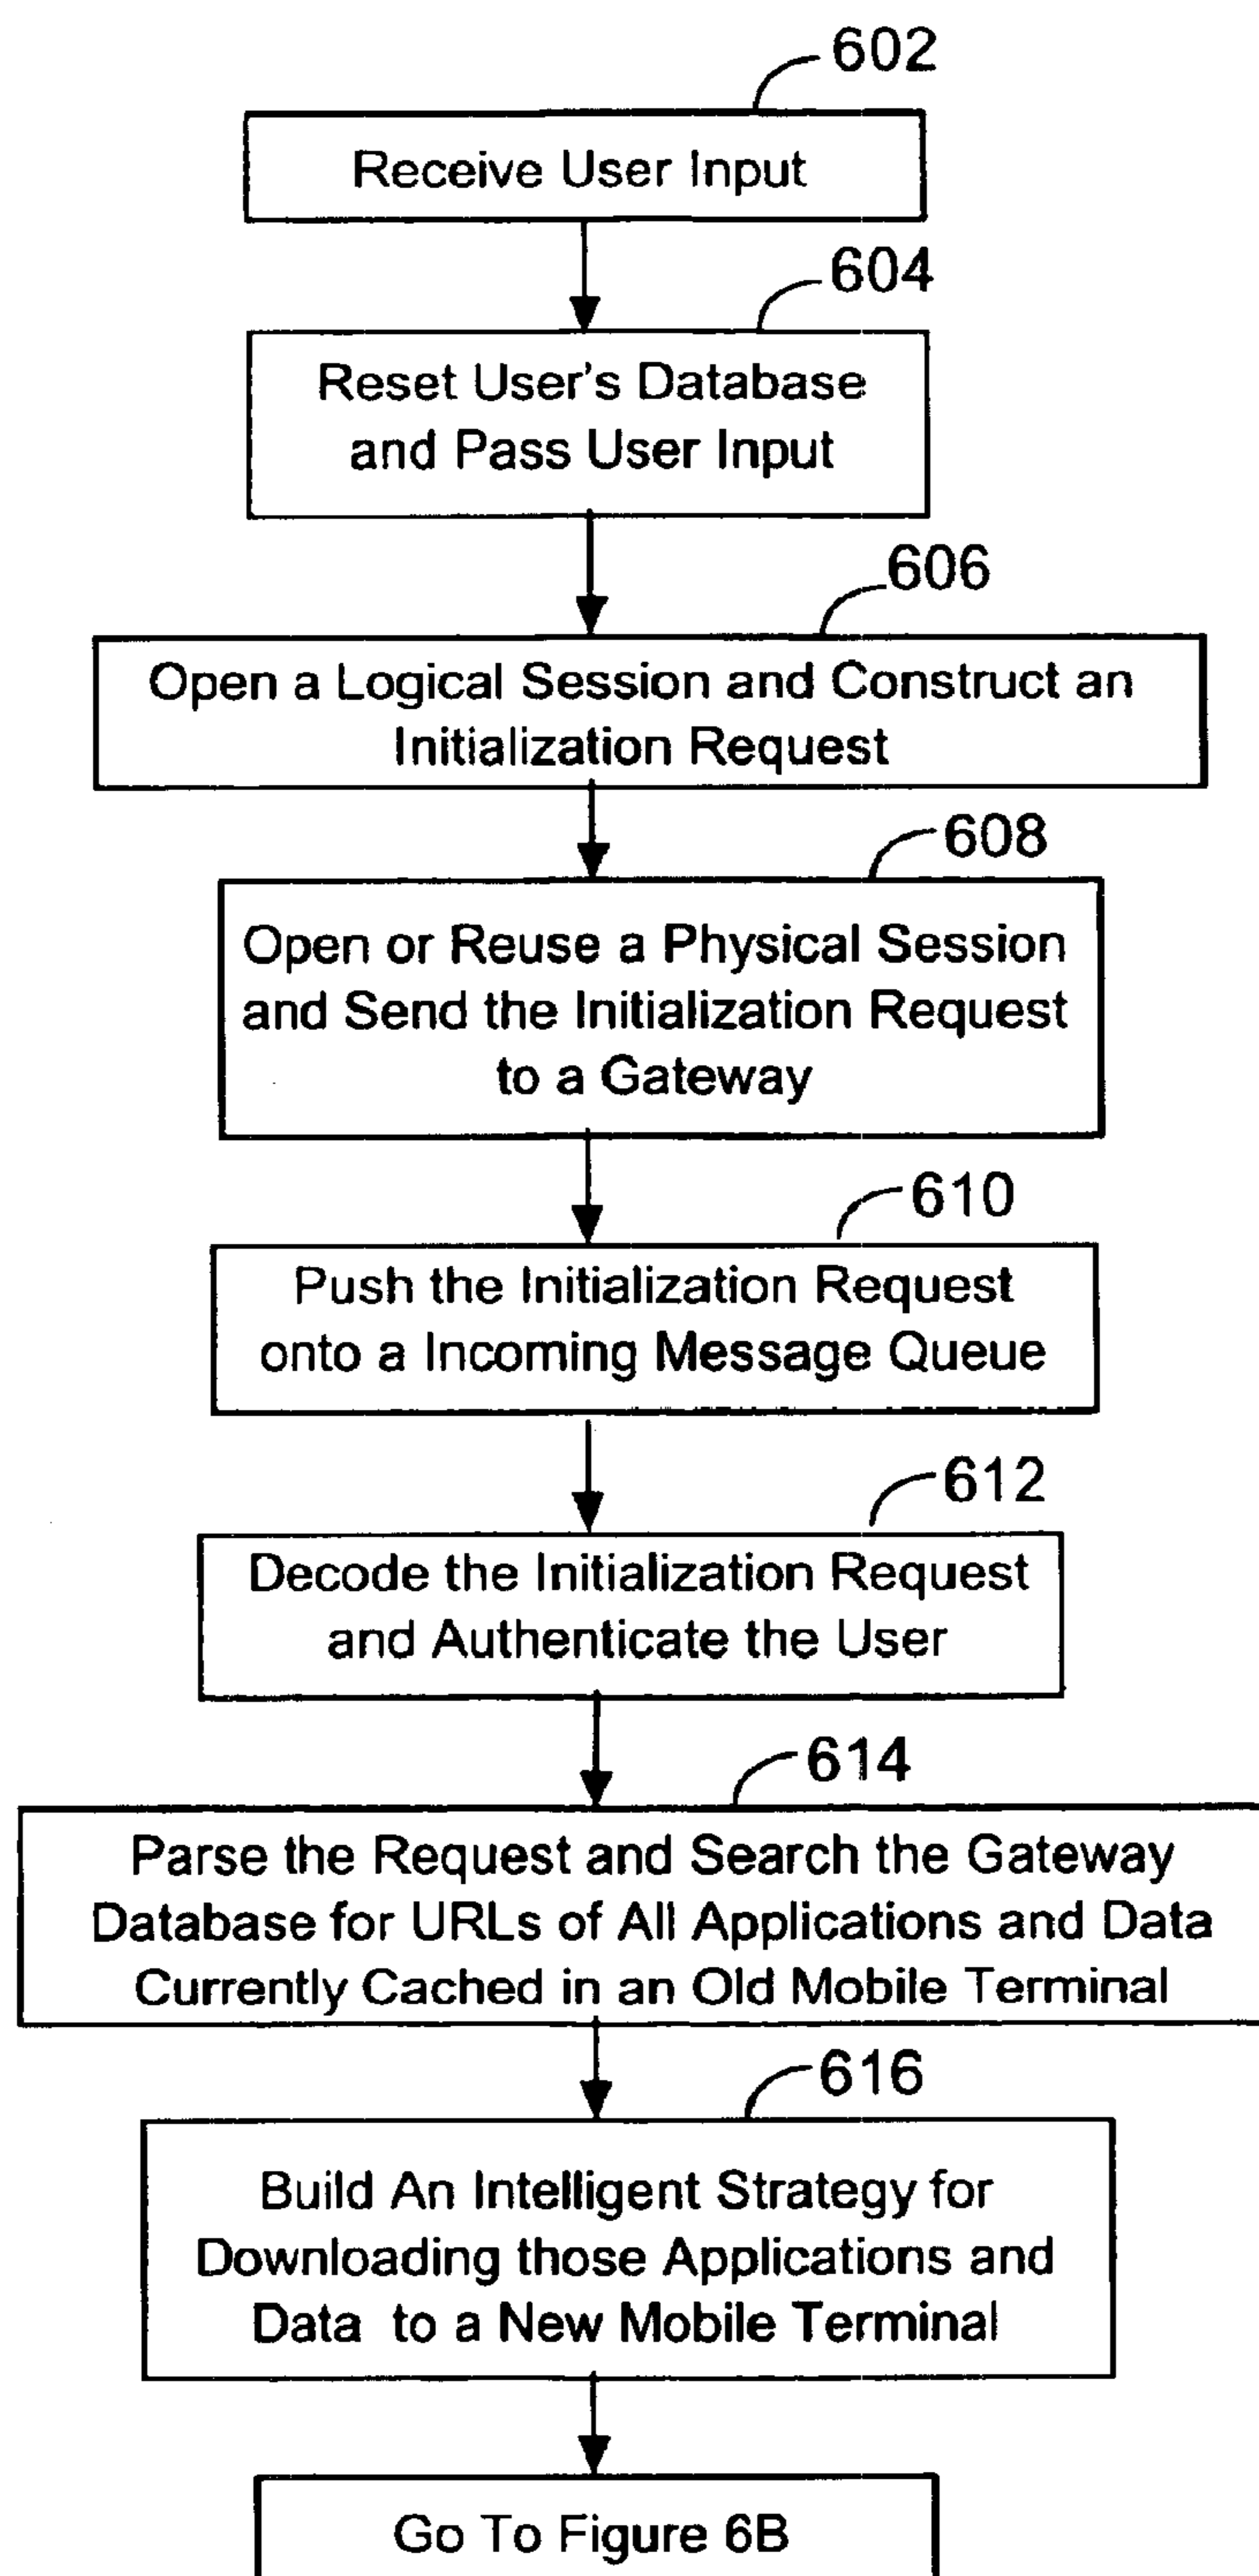 602
Receive User Input
604
Reset User's Database
and Pass User Input
606
Open a Logical Session and Construct an
Initialization Request
608
Open or Reuse a Physical Session
and Send the Initialization Request
to a Gateway
610
Push the Initialization Request
onto a Incoming Message Queue
612
Decode the Initialization Request
and Authenticate the User
614
Parse the Request and Search the Gateway
Database for URLs of All Applications and Data
Currently Cached in an Old Mobile Terminal
616
Build An Intelligent Strategy for
Downloading those Applications and
Data to a New Mobile Terminal
Go To Figure 6B